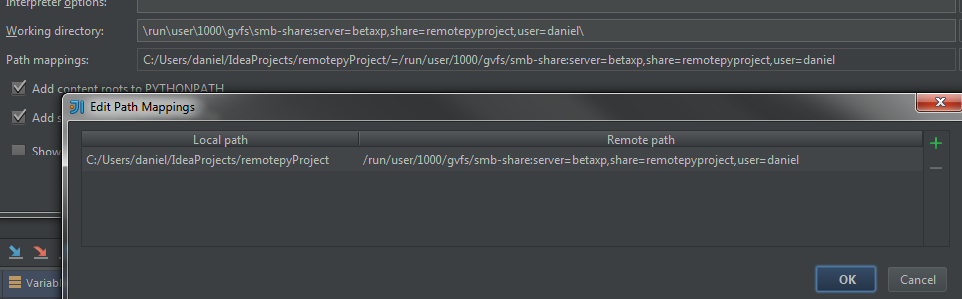 Interpreter options:
Working directory: \run\user\1000\gvfs\smb-share:server=betaxp,share=remotepyproject,user=daniel\
Path mappings: C:/Users/daniel/IdeaProjects/remotepyProject/=/run/user/1000/gvfs/smb-share:server=betaxp,share=remotepyproject,user=daniel
Add content roots to PYTHONPATH
Add s
Edit Path Mappings
Local path Remote path
C:/Users/daniel/IdeaProjects/remotepyProject /run/user/1000/gvfs/smb-share:server=betaxp,share=remotepyproject,user=daniel
Show
Variabl
OK Cancel